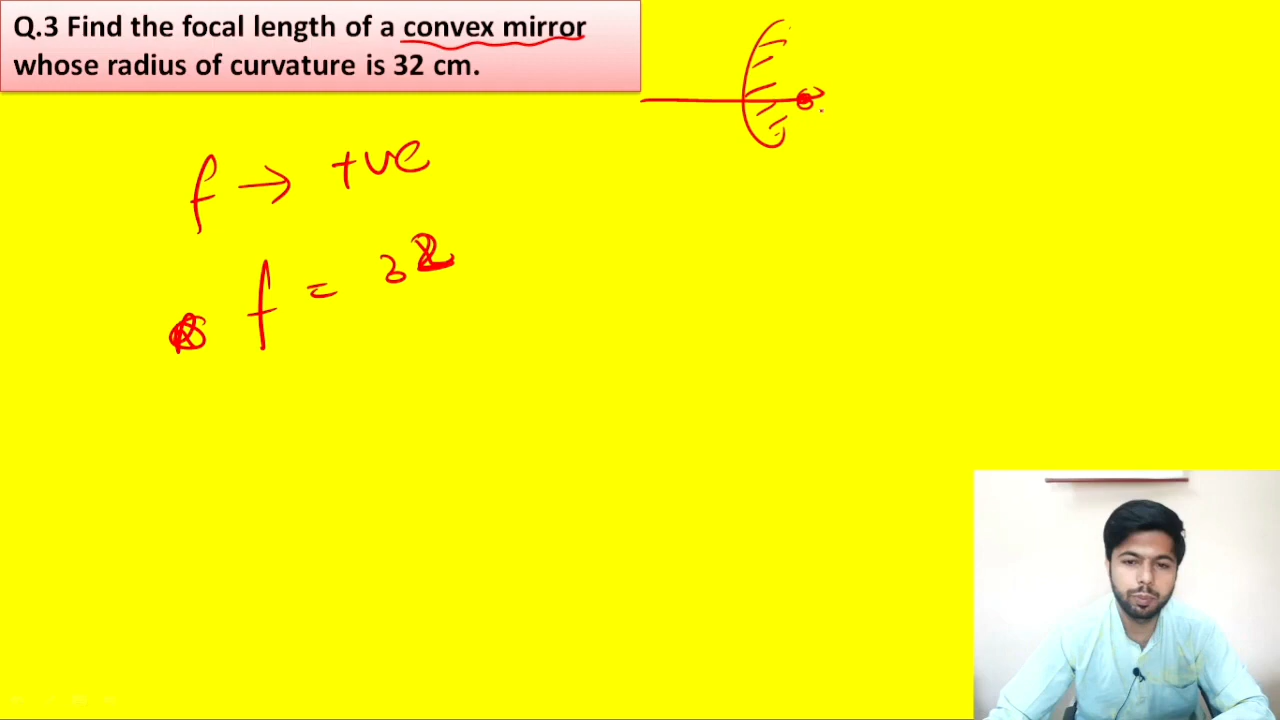 Q.3 Find the focal length of a convex mirror
whose radius of curvature is 32 cm.
f → +ve
f = 32